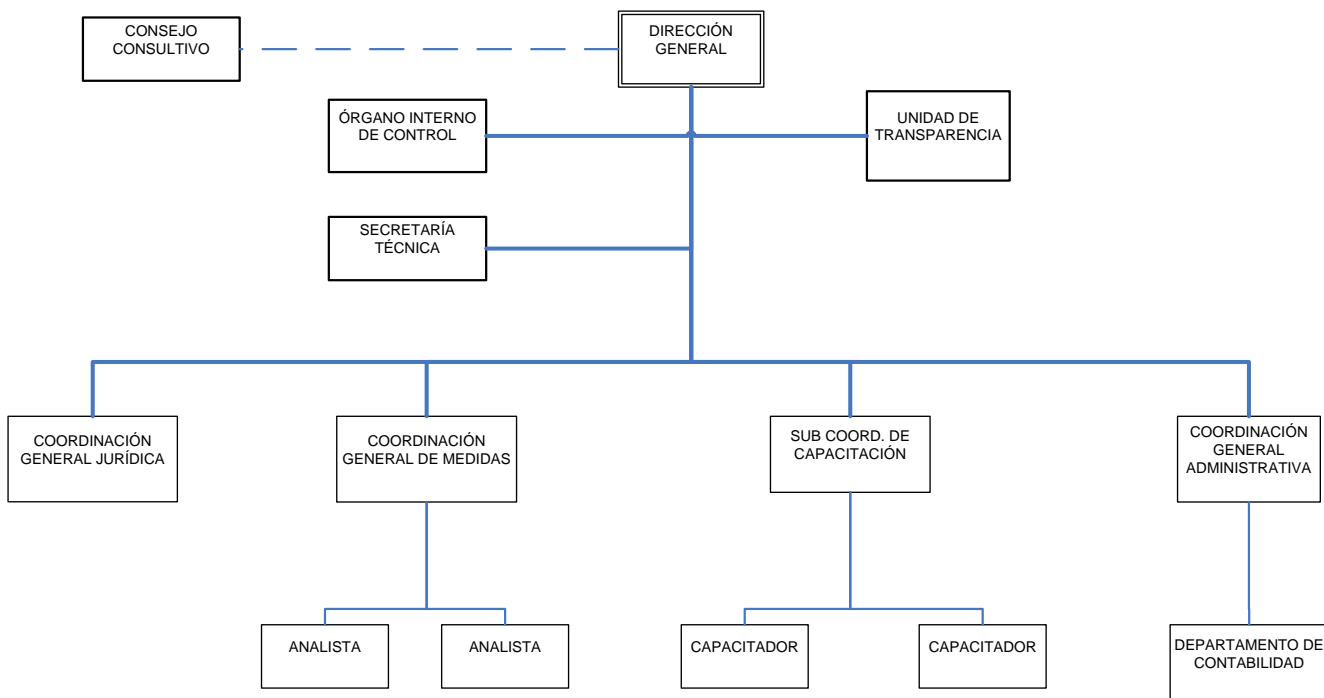 CONSEJO
CONSULTIVO
DIRECCIÓN
GENERAL
ÓRGANO INTERNO
DE CONTROL
UNIDAD DE
TRANSPARENCIA
SECRETARÍA
TÉCNICA
COORDINACIÓN
GENERAL JURÍDICA
COORDINACIÓN
GENERAL DE MEDIDAS
SUB COORD. DE
CAPACITACIÓN
COORDINACIÓN
GENERAL
ADMINISTRATIVA
ANALISTA
ANALISTA
CAPACITADOR
CAPACITADOR
DEPARTAMENTO DE
CONTABILIDAD